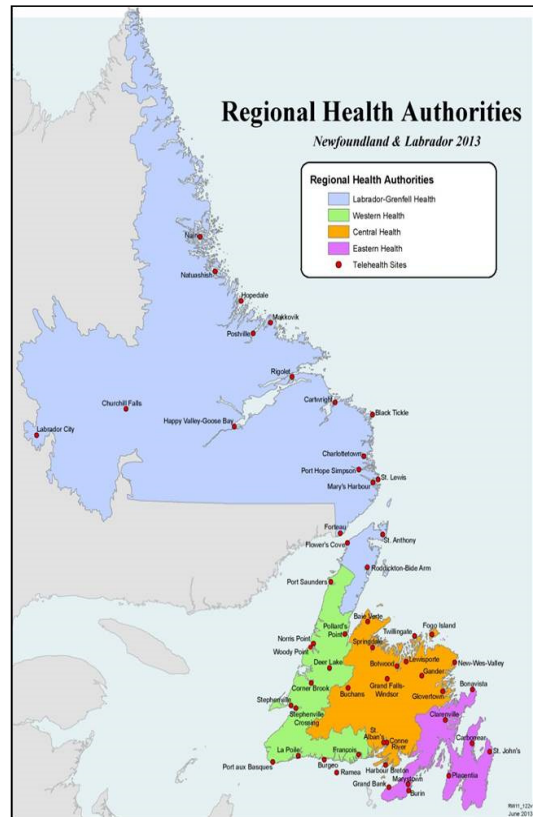 Regional Health Authorities
Newfoundland & Labrador 2013
Regional Health Authorities
Labrador-Grenfell Health
Western Health
Central Health
Eastern Health
Telehealth Sites
Nain
Natuashish
Hopedale
Makkovik
Postville
Rigolet
Cartwright
Churchill Falls
Black Tickle
Happy Valley-Goose Bay
Labrador City
Charlottetown
Port Hope Simpson
St. Lewis
Mary's Harbour
Forteau
St. Anthony
Flower's Cove
Roddickton-Bide Arm
Port Saunders
Baie Verte
Twillingate
Fogo Island
Pollard's
Point
Norris Point
Springdale
Woody Point
Lewisporte
New-Wes-Valley
Botwood
Deer Lake
Gander
Corner Brook
Buchans
Grand Falls-
Windsor
Bonavista
Glovertown
Stephenville
Stephenville
Crossing
Clarenville
St.
Alban's
Conne
River
Carbonear
St. John's
La Poile
Francois
Port aux Basques
Burgeo
Ramea
Harbour Breton
Grand Bank
Marystown
Burin
Placentia
June 2013